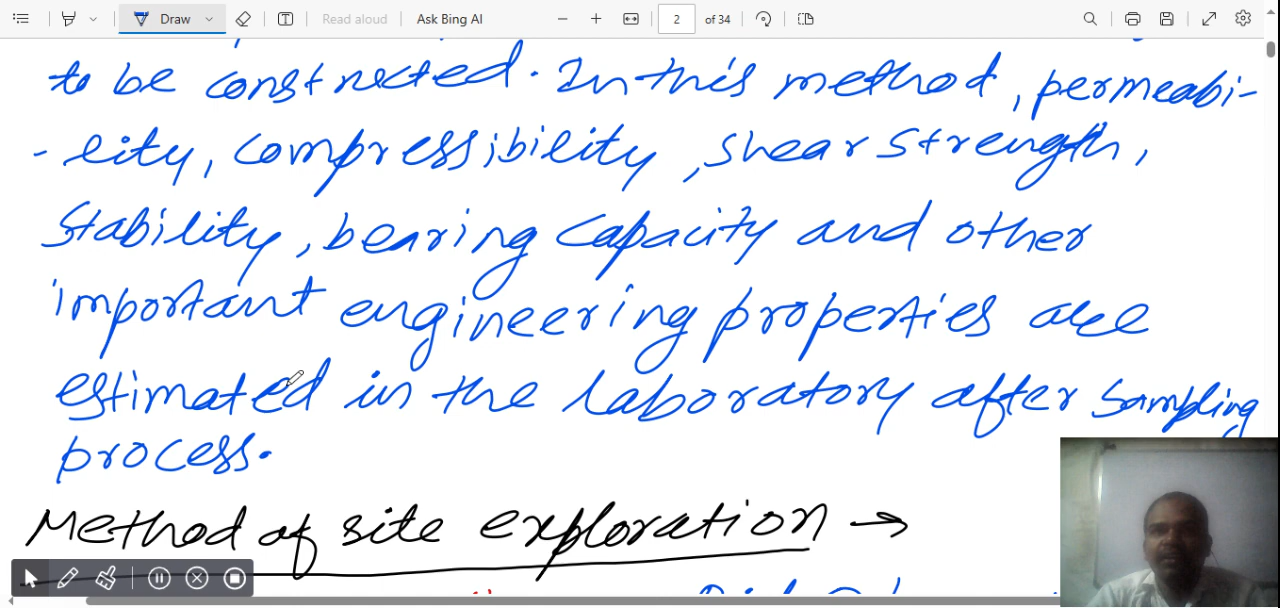 Draw
Read aloud
Ask Bing AI
2
of 34
to be constructed. In this method, permeabi-
-lity, compressibility, shear strength,
stability, bearing capacity and other
important engineering properties are
estimated in the laboratory after sampling
process.
Method of site exploration →